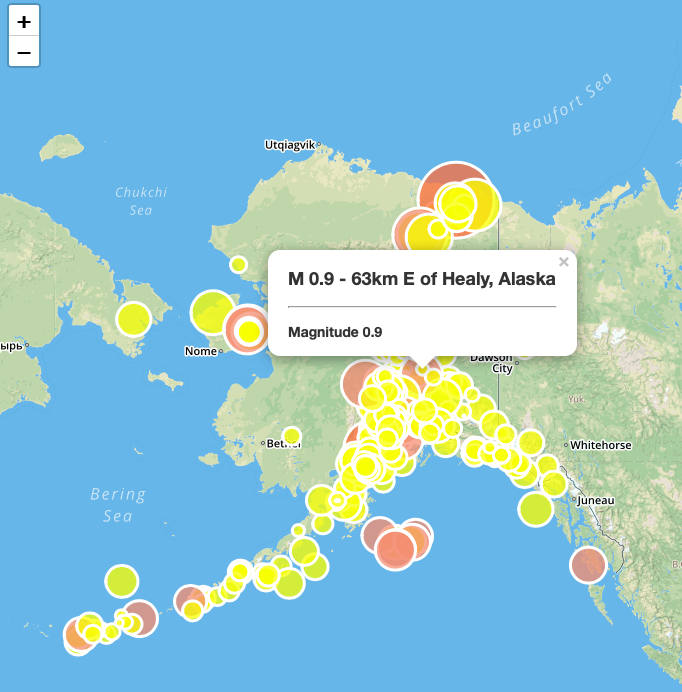 +
−
Beaufort Sea
Utqiagvik
Chukchi
Sea
×
M 0.9 - 63km E of Healy, Alaska
Magnitude 0.9
ырь
Nome
Dawson
City
Yuk.
Bethel
Whitehorse
Bering
Sea
Juneau
B.C